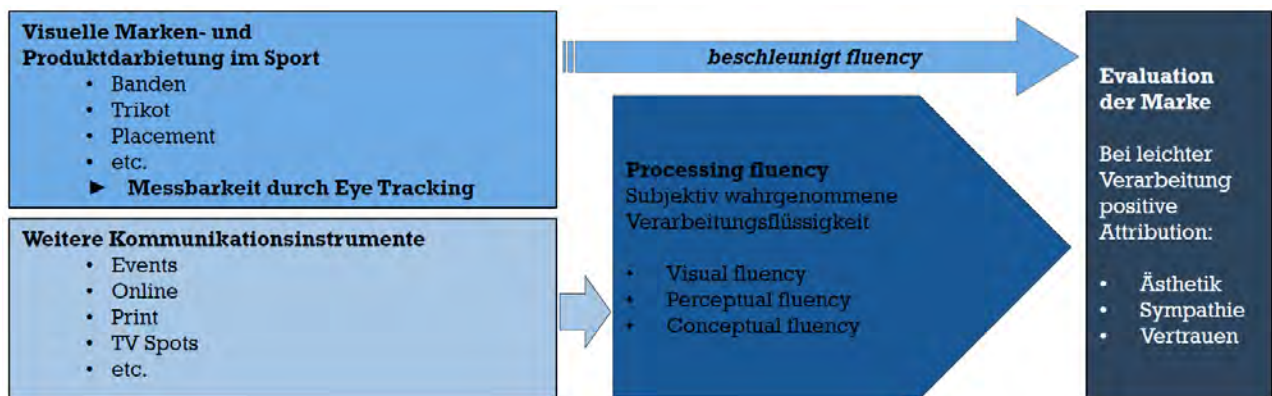 Visuelle Marken- und
Produktdarbietung im Sport
• Banden
• Trikot
• Placement
• etc.
► Messbarkeit durch Eye Tracking
Weitere Kommunikationsinstrumente
• Events
• Online
• Print
• TV Spots
• etc.
beschleunigt fluency
Processing fluency
Subjektiv wahrgenommene
Verarbeitungsflüssigkeit
• Visual fluency
• Perceptual fluency
• Conceptual fluency
Evaluation
der Marke
Bei leichter
Verarbeitung
positive
Attribution:
• Ästhetik
• Sympathie
• Vertrauen